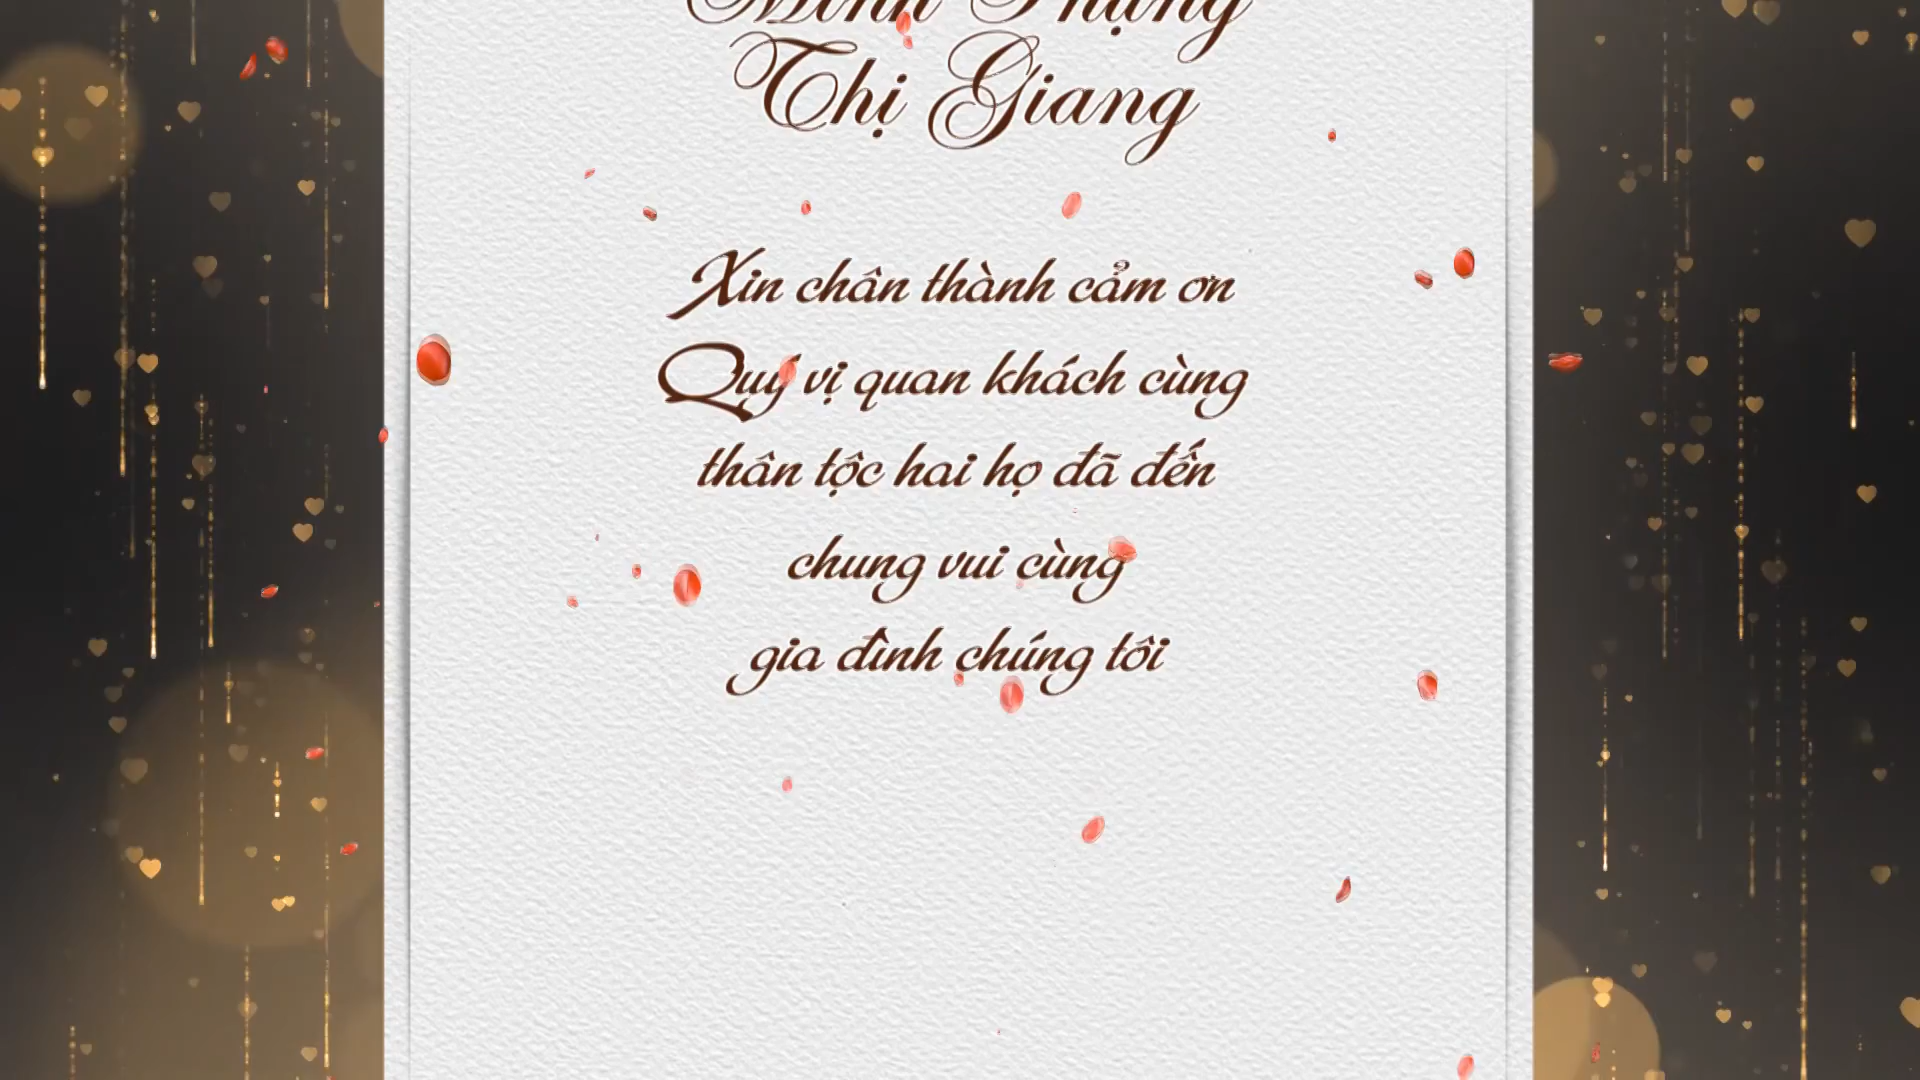 Thị Giang
Xin chân thành cảm ơn
Quý vị quan khách cùng
thân tộc hai họ đã đến
chung vui cùng
gia đình chúng tôi